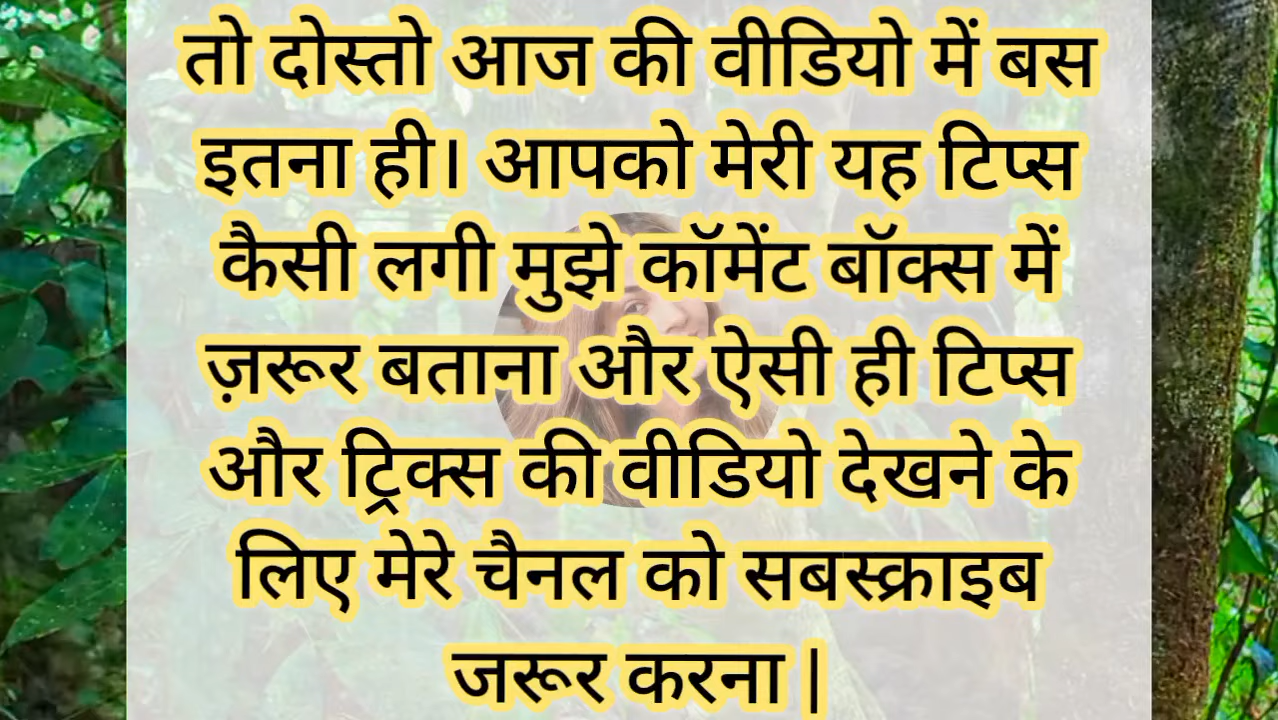 तो दोस्तो आज की वीडियो में बस
इतना ही। आपको मेरी यह टिप्स
कैसी लगी मुझे कॉमेंट बॉक्स में
ज़रूर बताना और ऐसी ही टिप्स
और ट्रिक्स की वीडियो देखने के
लिए मेरे चैनल को सबस्क्राइब
जरूर करना |